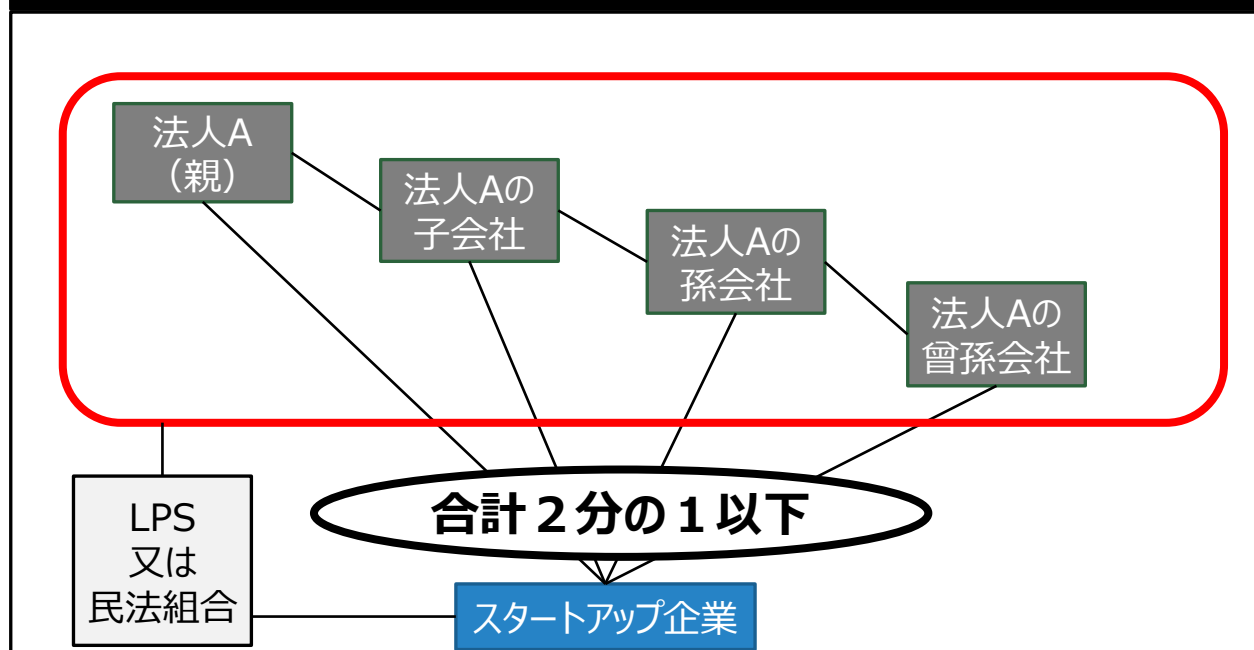 法人A
（親）
法人Aの
子会社
法人Aの
孫会社
法人Aの
曾孫会社
合計２分の１以下
LPS
又は
民法組合
スタートアップ企業